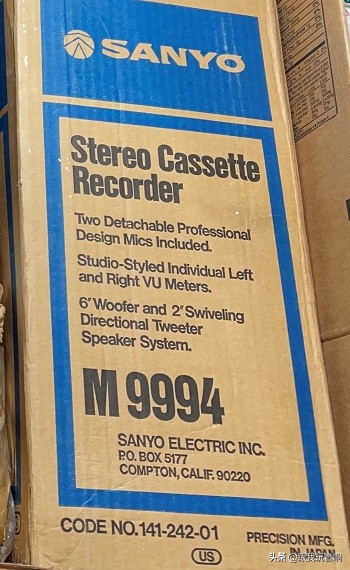 SANYO
Stereo Cassette
Recorder
Two Detachable Professional
Design Mics Included.
Studio-Styled Individual Left
and Right VU Meters.
6" Woofer and 2" Swiveling
Directional Tweeter
Speaker System.
M 9994
SANYO ELECTRIC INC.
P.O. BOX 5177
COMPTON, CALIF. 90220
CODE NO. 141-242-01
PRECISION MFG.
IN JAPAN
US
头条